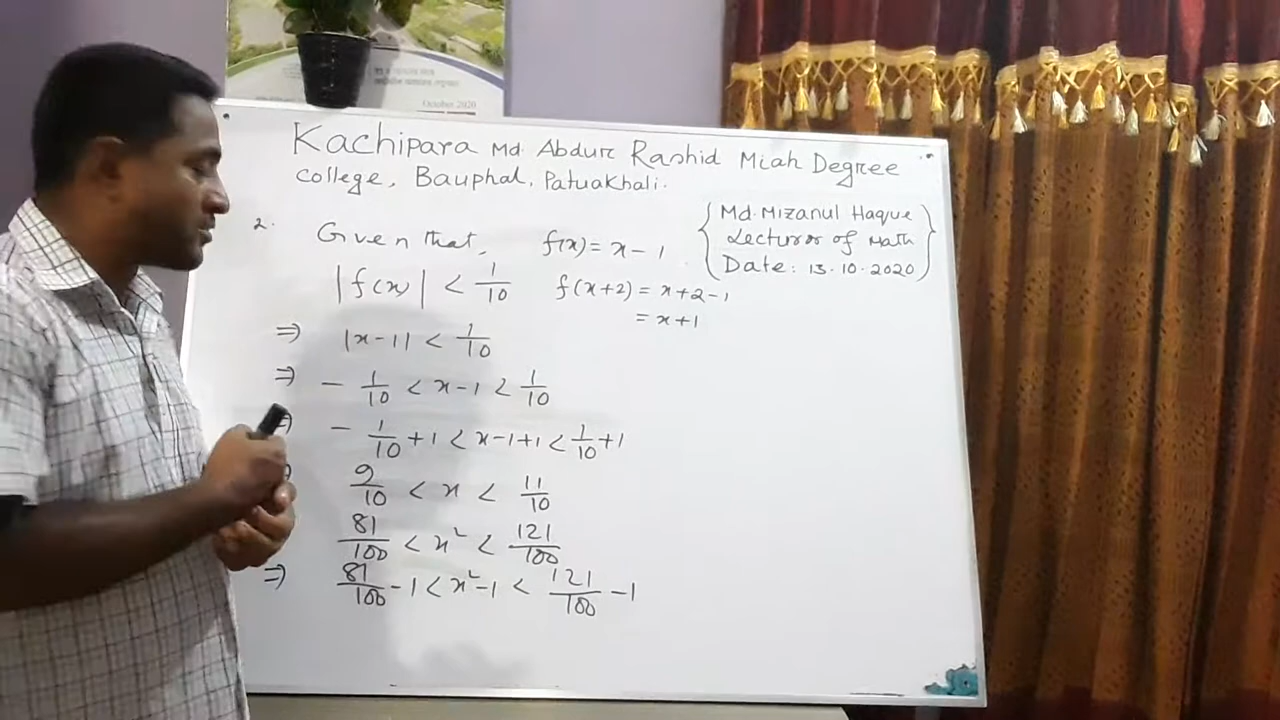 October 2020
Kachipara Md Abdur Rashid Miah Degree
college, Bauphal, Patuakhali.
{ Md. Mizanul Haque
Lecturer of Math
Date: 13.10.2020 }
2. Given that, f(x) = x - 1
|f(x)| < 1/10 f(x+2) = x+2-1
= x+1
⇒ |x-1| < 1/10
⇒ - 1/10 < x-1 < 1/10
⇒ - 1/10 + 1 < x-1+1 < 1/10 + 1
⇒ 9/10 < x < 11/10
81/100 < x² < 121/100
⇒ 81/100 - 1 < x²-1 < 121/100 - 1